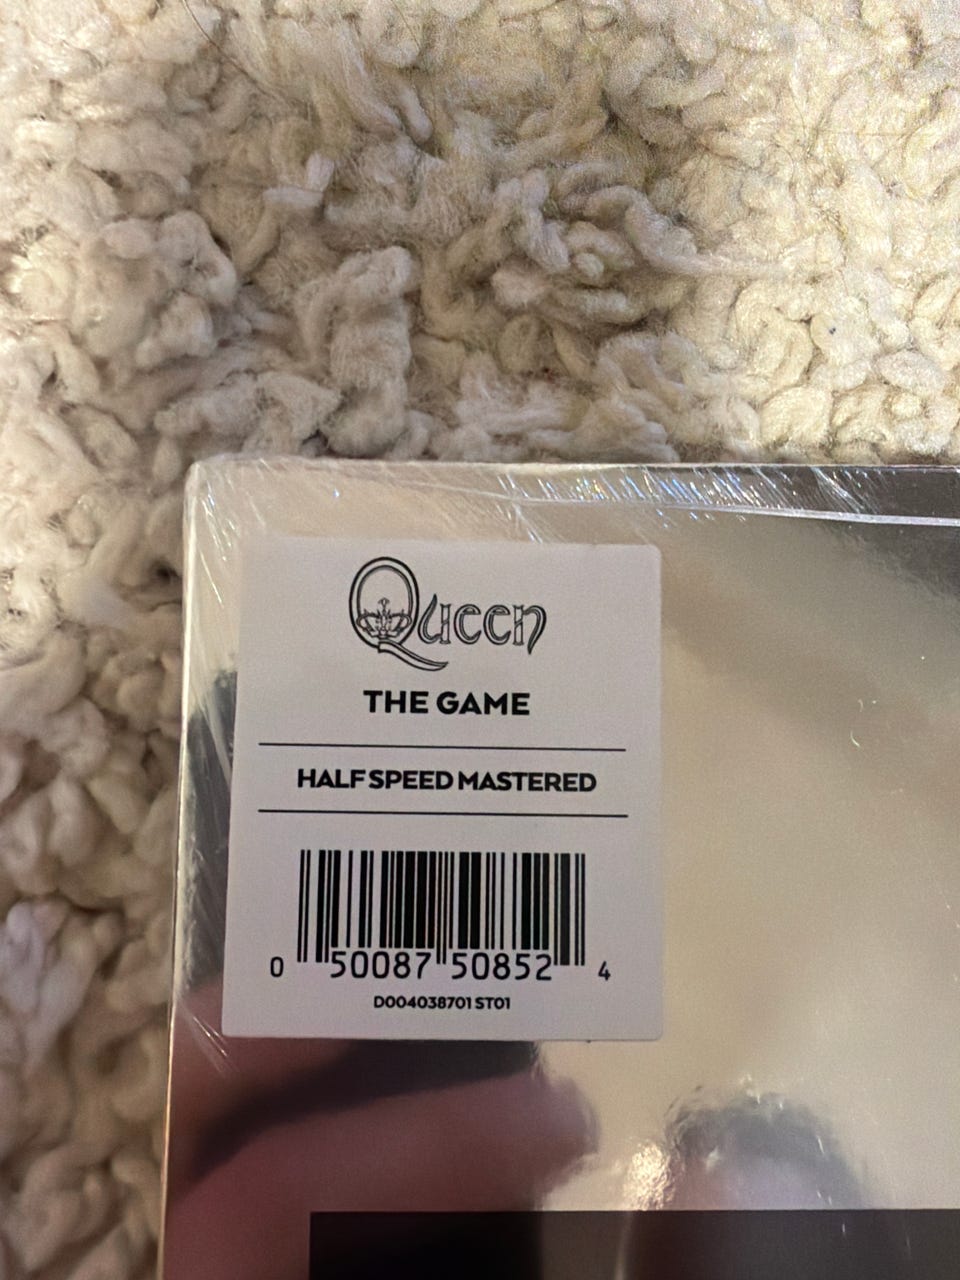 Queen
THE GAME
HALF SPEED MASTERED
0 50087 50852 4
D004038701 ST01